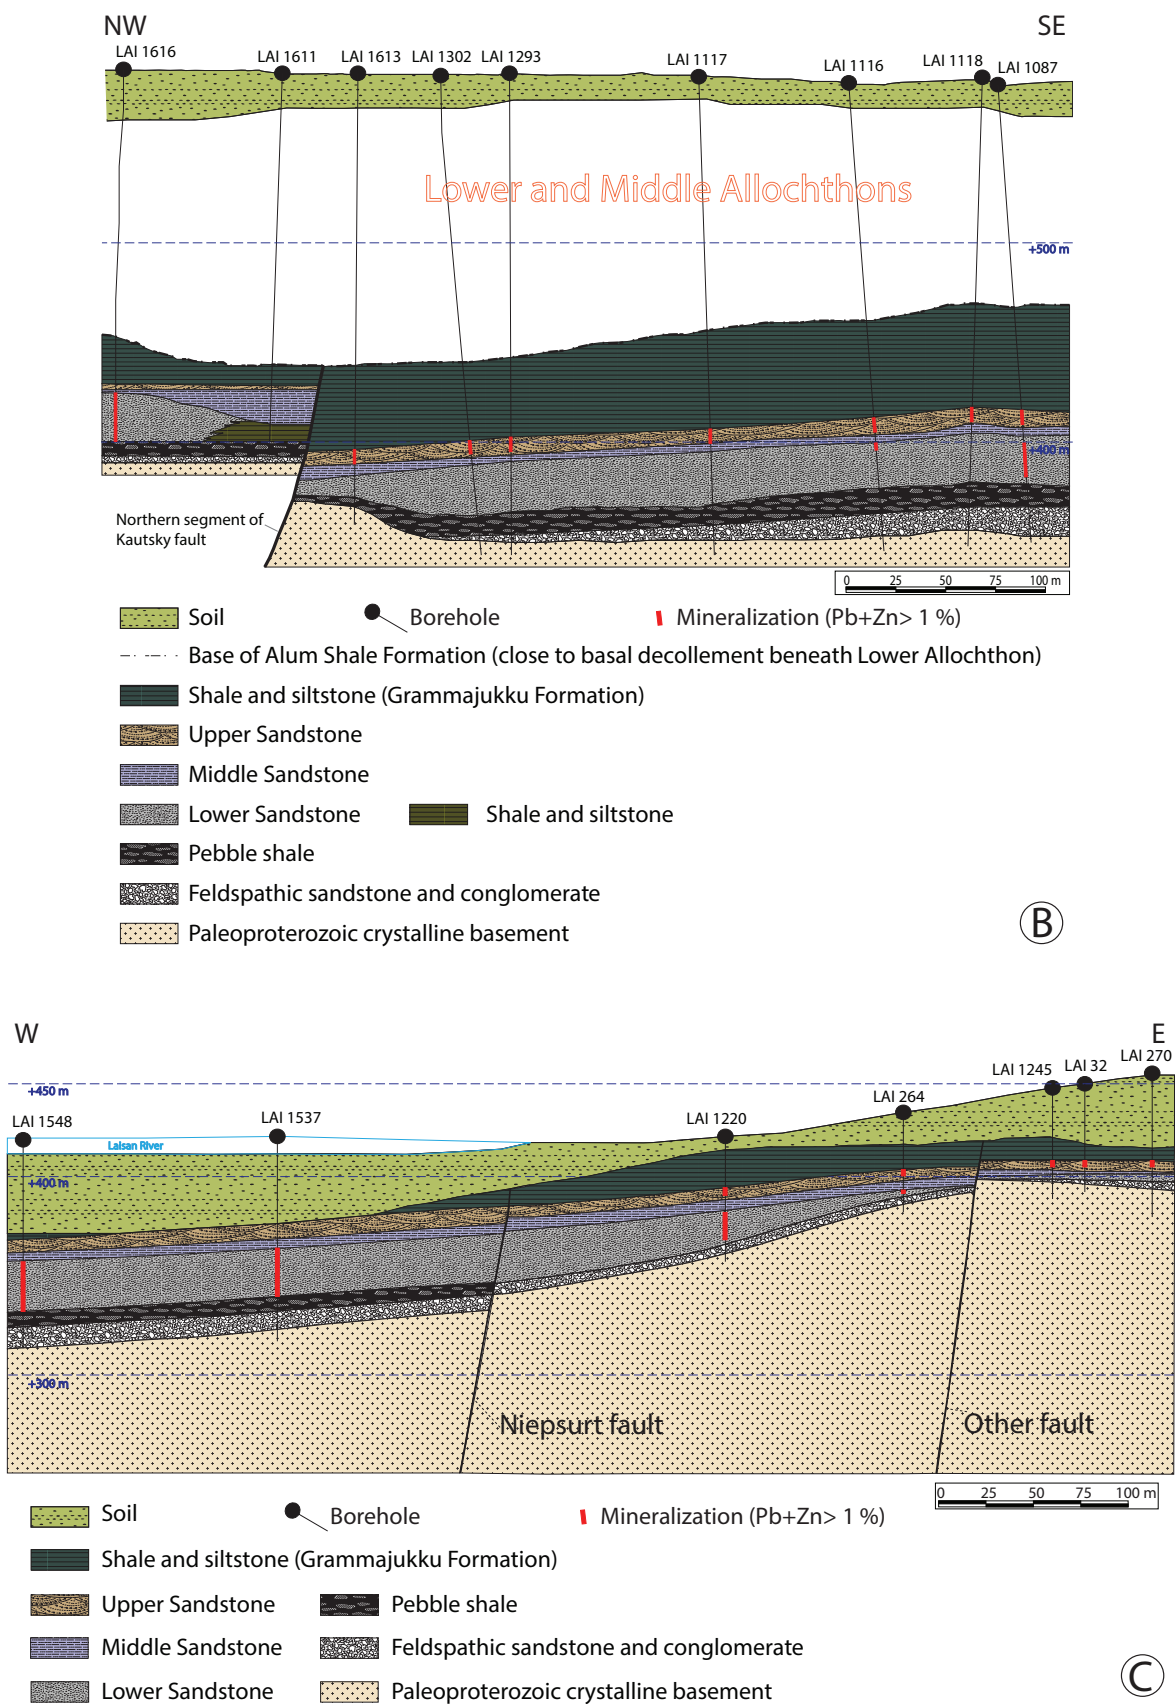 NW
SE
LAI 1616
LAI 1611
LAI 1613
LAI 1302
LAI 1293
LAI 1117
LAI 1116
LAI 1118
LAI 1087
Lower and Middle Allochthons
+500 m
+400 m
Northern segment of
Kautsky fault
0 25 50 75 100 m
Soil
Borehole
Mineralization (Pb+Zn> 1 %)
Base of Alum Shale Formation (close to basal decollement beneath Lower Allochthon)
Shale and siltstone (Grammajukku Formation)
Upper Sandstone
Middle Sandstone
Lower Sandstone
Shale and siltstone
Pebble shale
Feldspathic sandstone and conglomerate
Paleoproterozoic crystalline basement
B
W
E
LAI 1548
LAI 1537
LAI 1220
LAI 264
LAI 1245
LAI 32
LAI 270
+450 m
Laisan River
+400 m
+300 m
Niepsurt fault
Other fault
0 25 50 75 100 m
Soil
Borehole
Mineralization (Pb+Zn> 1 %)
Shale and siltstone (Grammajukku Formation)
Upper Sandstone
Pebble shale
Middle Sandstone
Feldspathic sandstone and conglomerate
Lower Sandstone
Paleoproterozoic crystalline basement
C